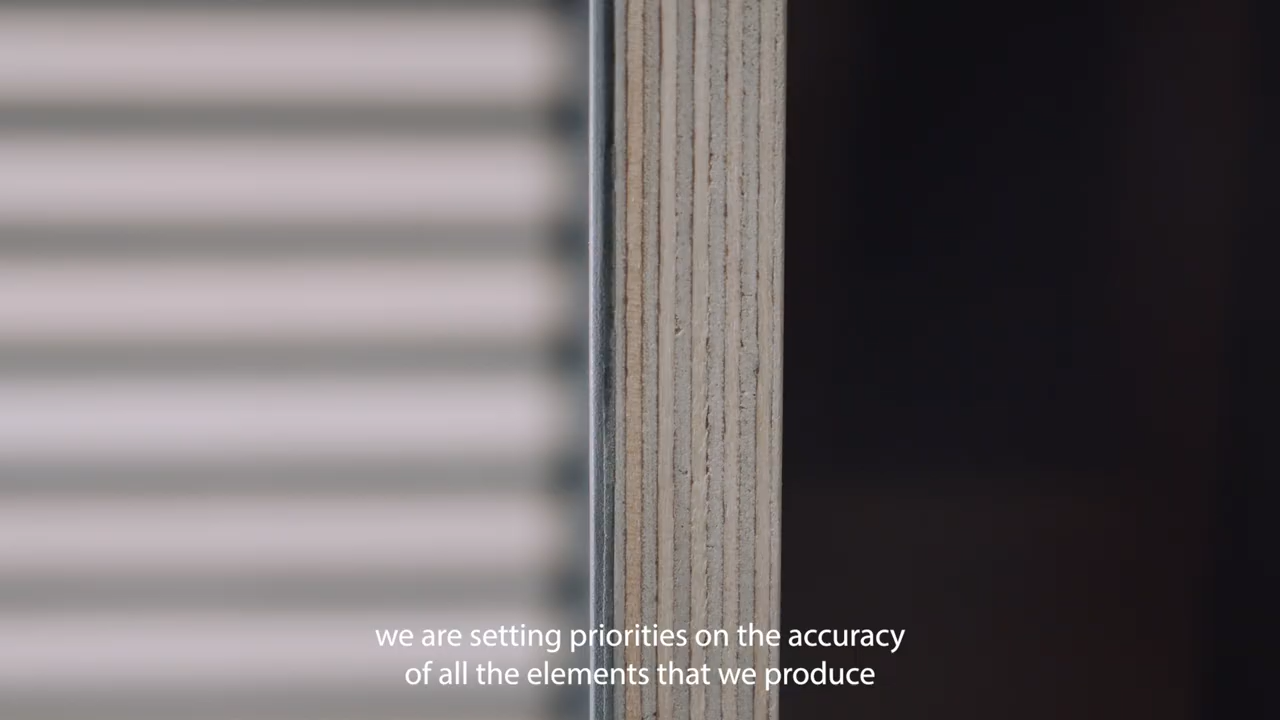 we are setting priorities on the accuracy
of all the elements that we produce